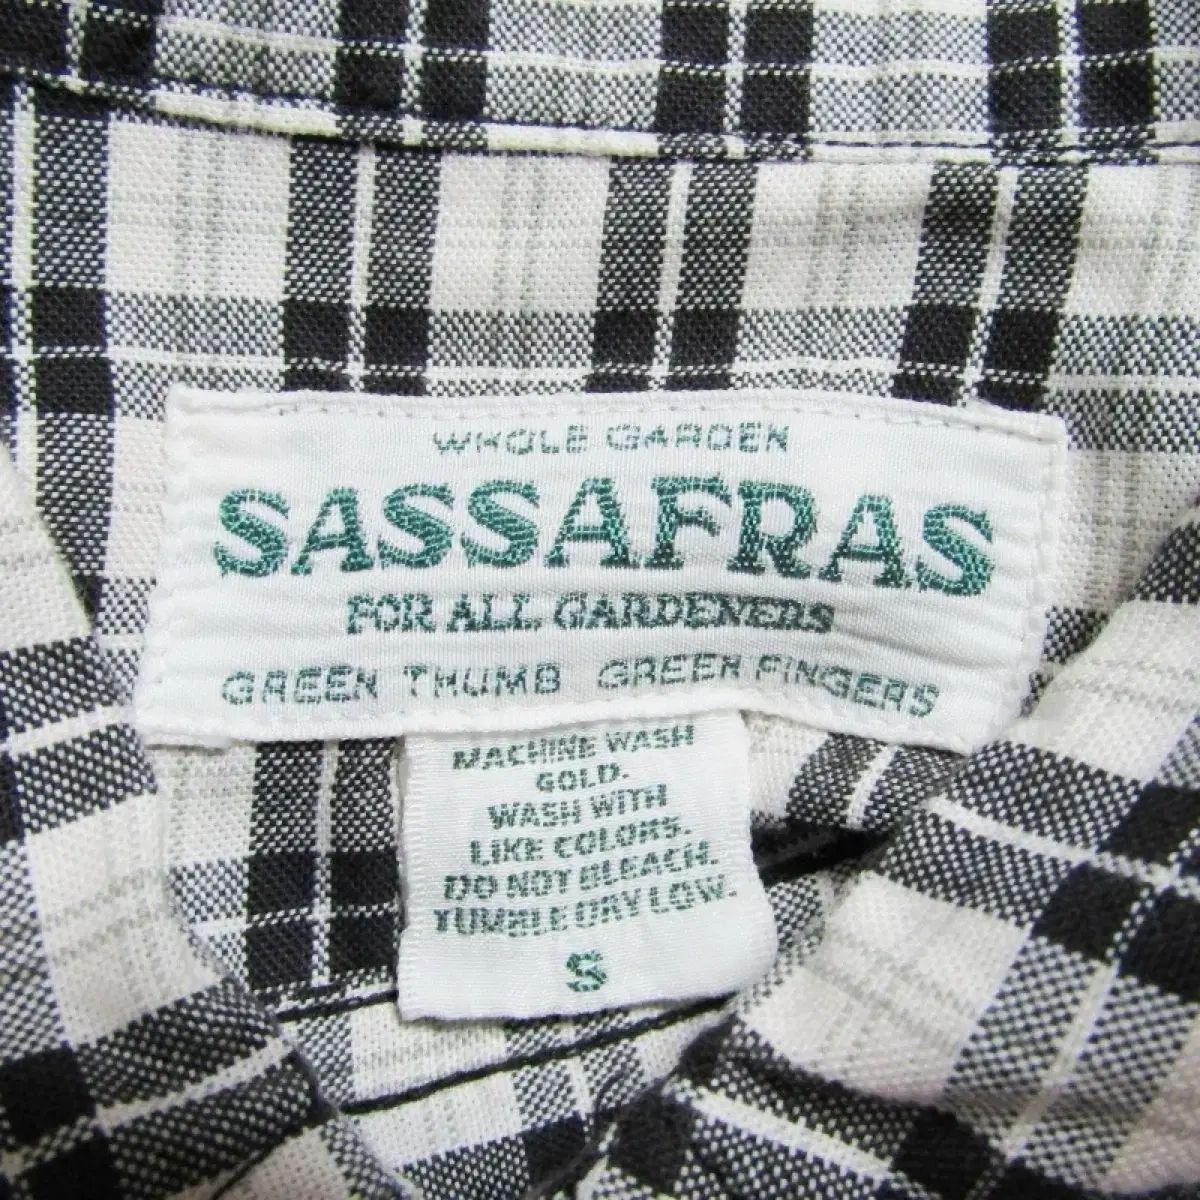 WHOLE GARDEN
SASSAFRAS
FOR ALL GARDENERS
GREEN THUMB GREEN FINGERS
MACHINE WASH
GOLD.
WASH WITH
LIKE COLORS.
DO NOT BLEACH.
TUMBLE DRY LOW.
S